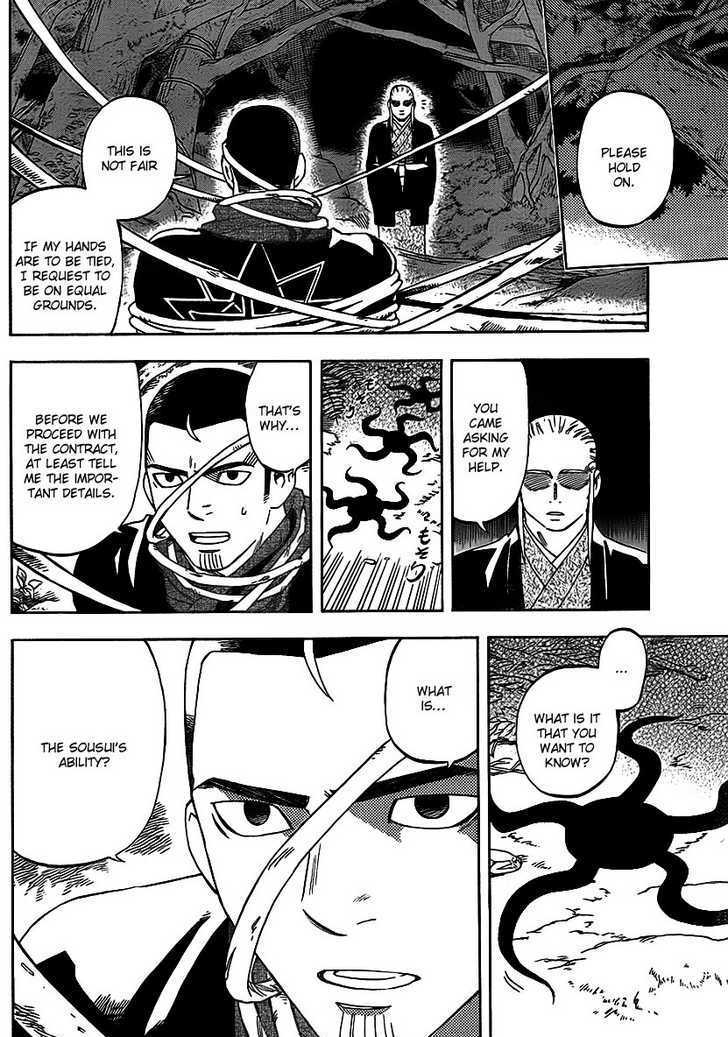 PLEASE
HOLD
ON.
THIS IS
NOT FAIR
IF MY HANDS
ARE TO BE TIED,
I REQUEST TO
BE ON EQUAL
GROUNDS.
YOU
CAME
ASKING
FOR MY
HELP.
THAT'S
WHY...
BEFORE WE
PROCEED WITH
THE CONTRACT,
AT LEAST TELL
ME THE IMPOR-
TANT DETAILS.
...
WHAT IS IT
THAT YOU
WANT TO
KNOW?
WHAT
IS...
THE SOUSUI'S
ABILITY?